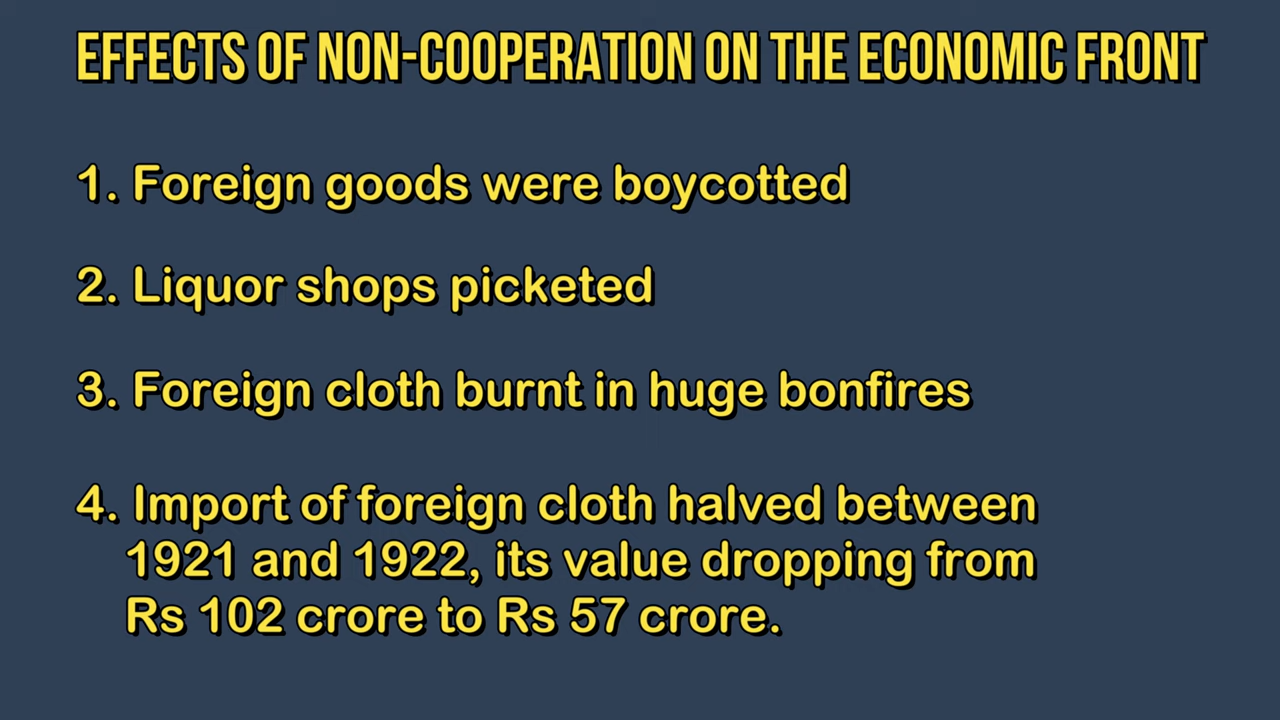 EFFECTS OF NON-COOPERATION ON THE ECONOMIC FRONT
1. Foreign goods were boycotted
2. Liquor shops picketed
3. Foreign cloth burnt in huge bonfires
4. Import of foreign cloth halved between
1921 and 1922, its value dropping from
Rs 102 crore to Rs 57 crore.